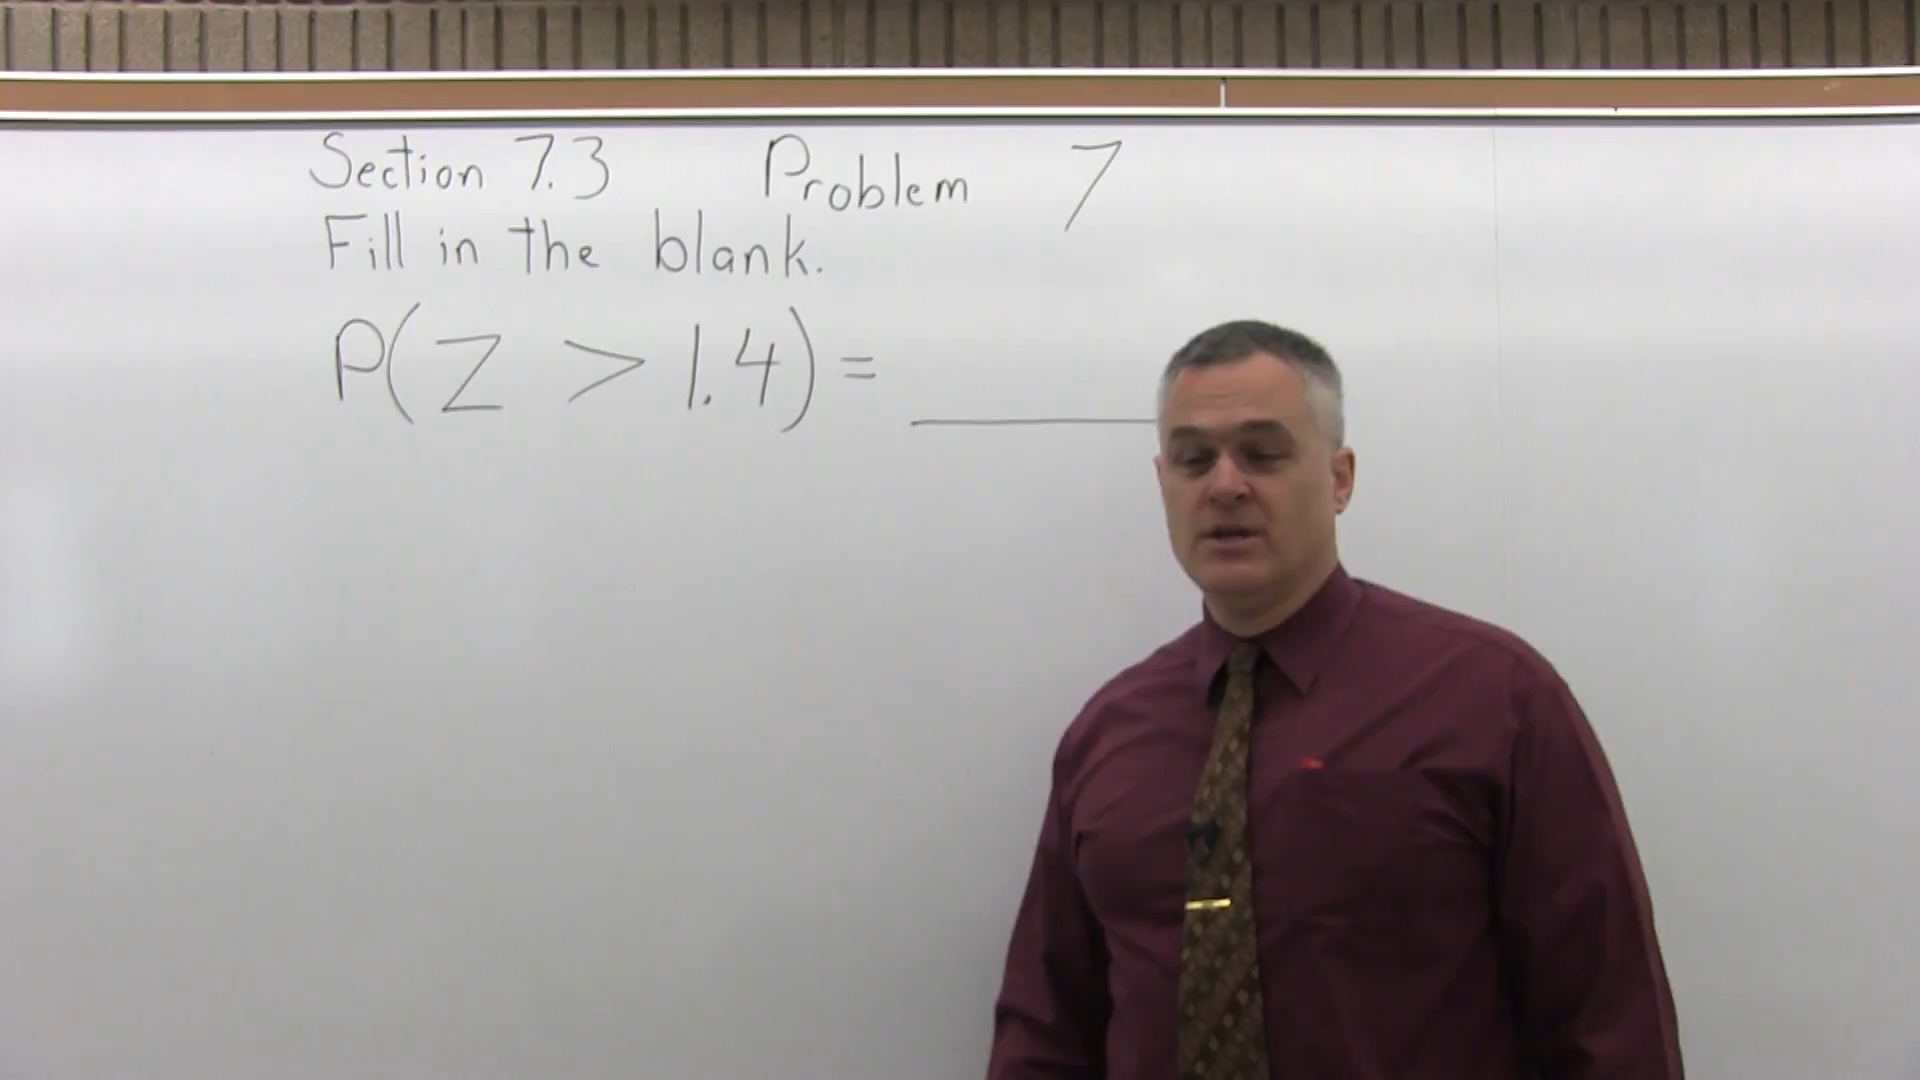 Section 7.3 Problem 7
Fill in the blank.
P(Z > 1.4) = ______